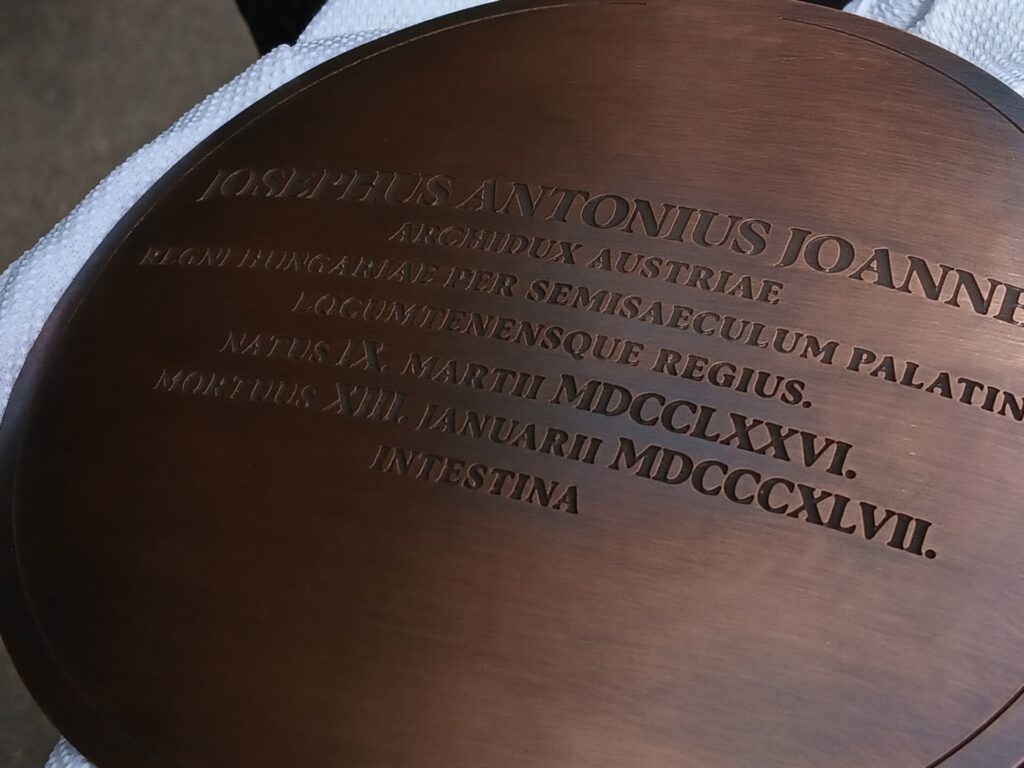 JOSEPHUS ANTONIUS JOANNE
ARCHIDUX AUSTRIAE
REGNI HUNGARIAE PER SEMISAECULUM PALATIN
LOCUMTENENSQUE REGIUS.
NATUS IX. MARTII MDCCLXXVI.
MORTUUS XIII. JANUARII MDCCCXLVII.
INTESTINA